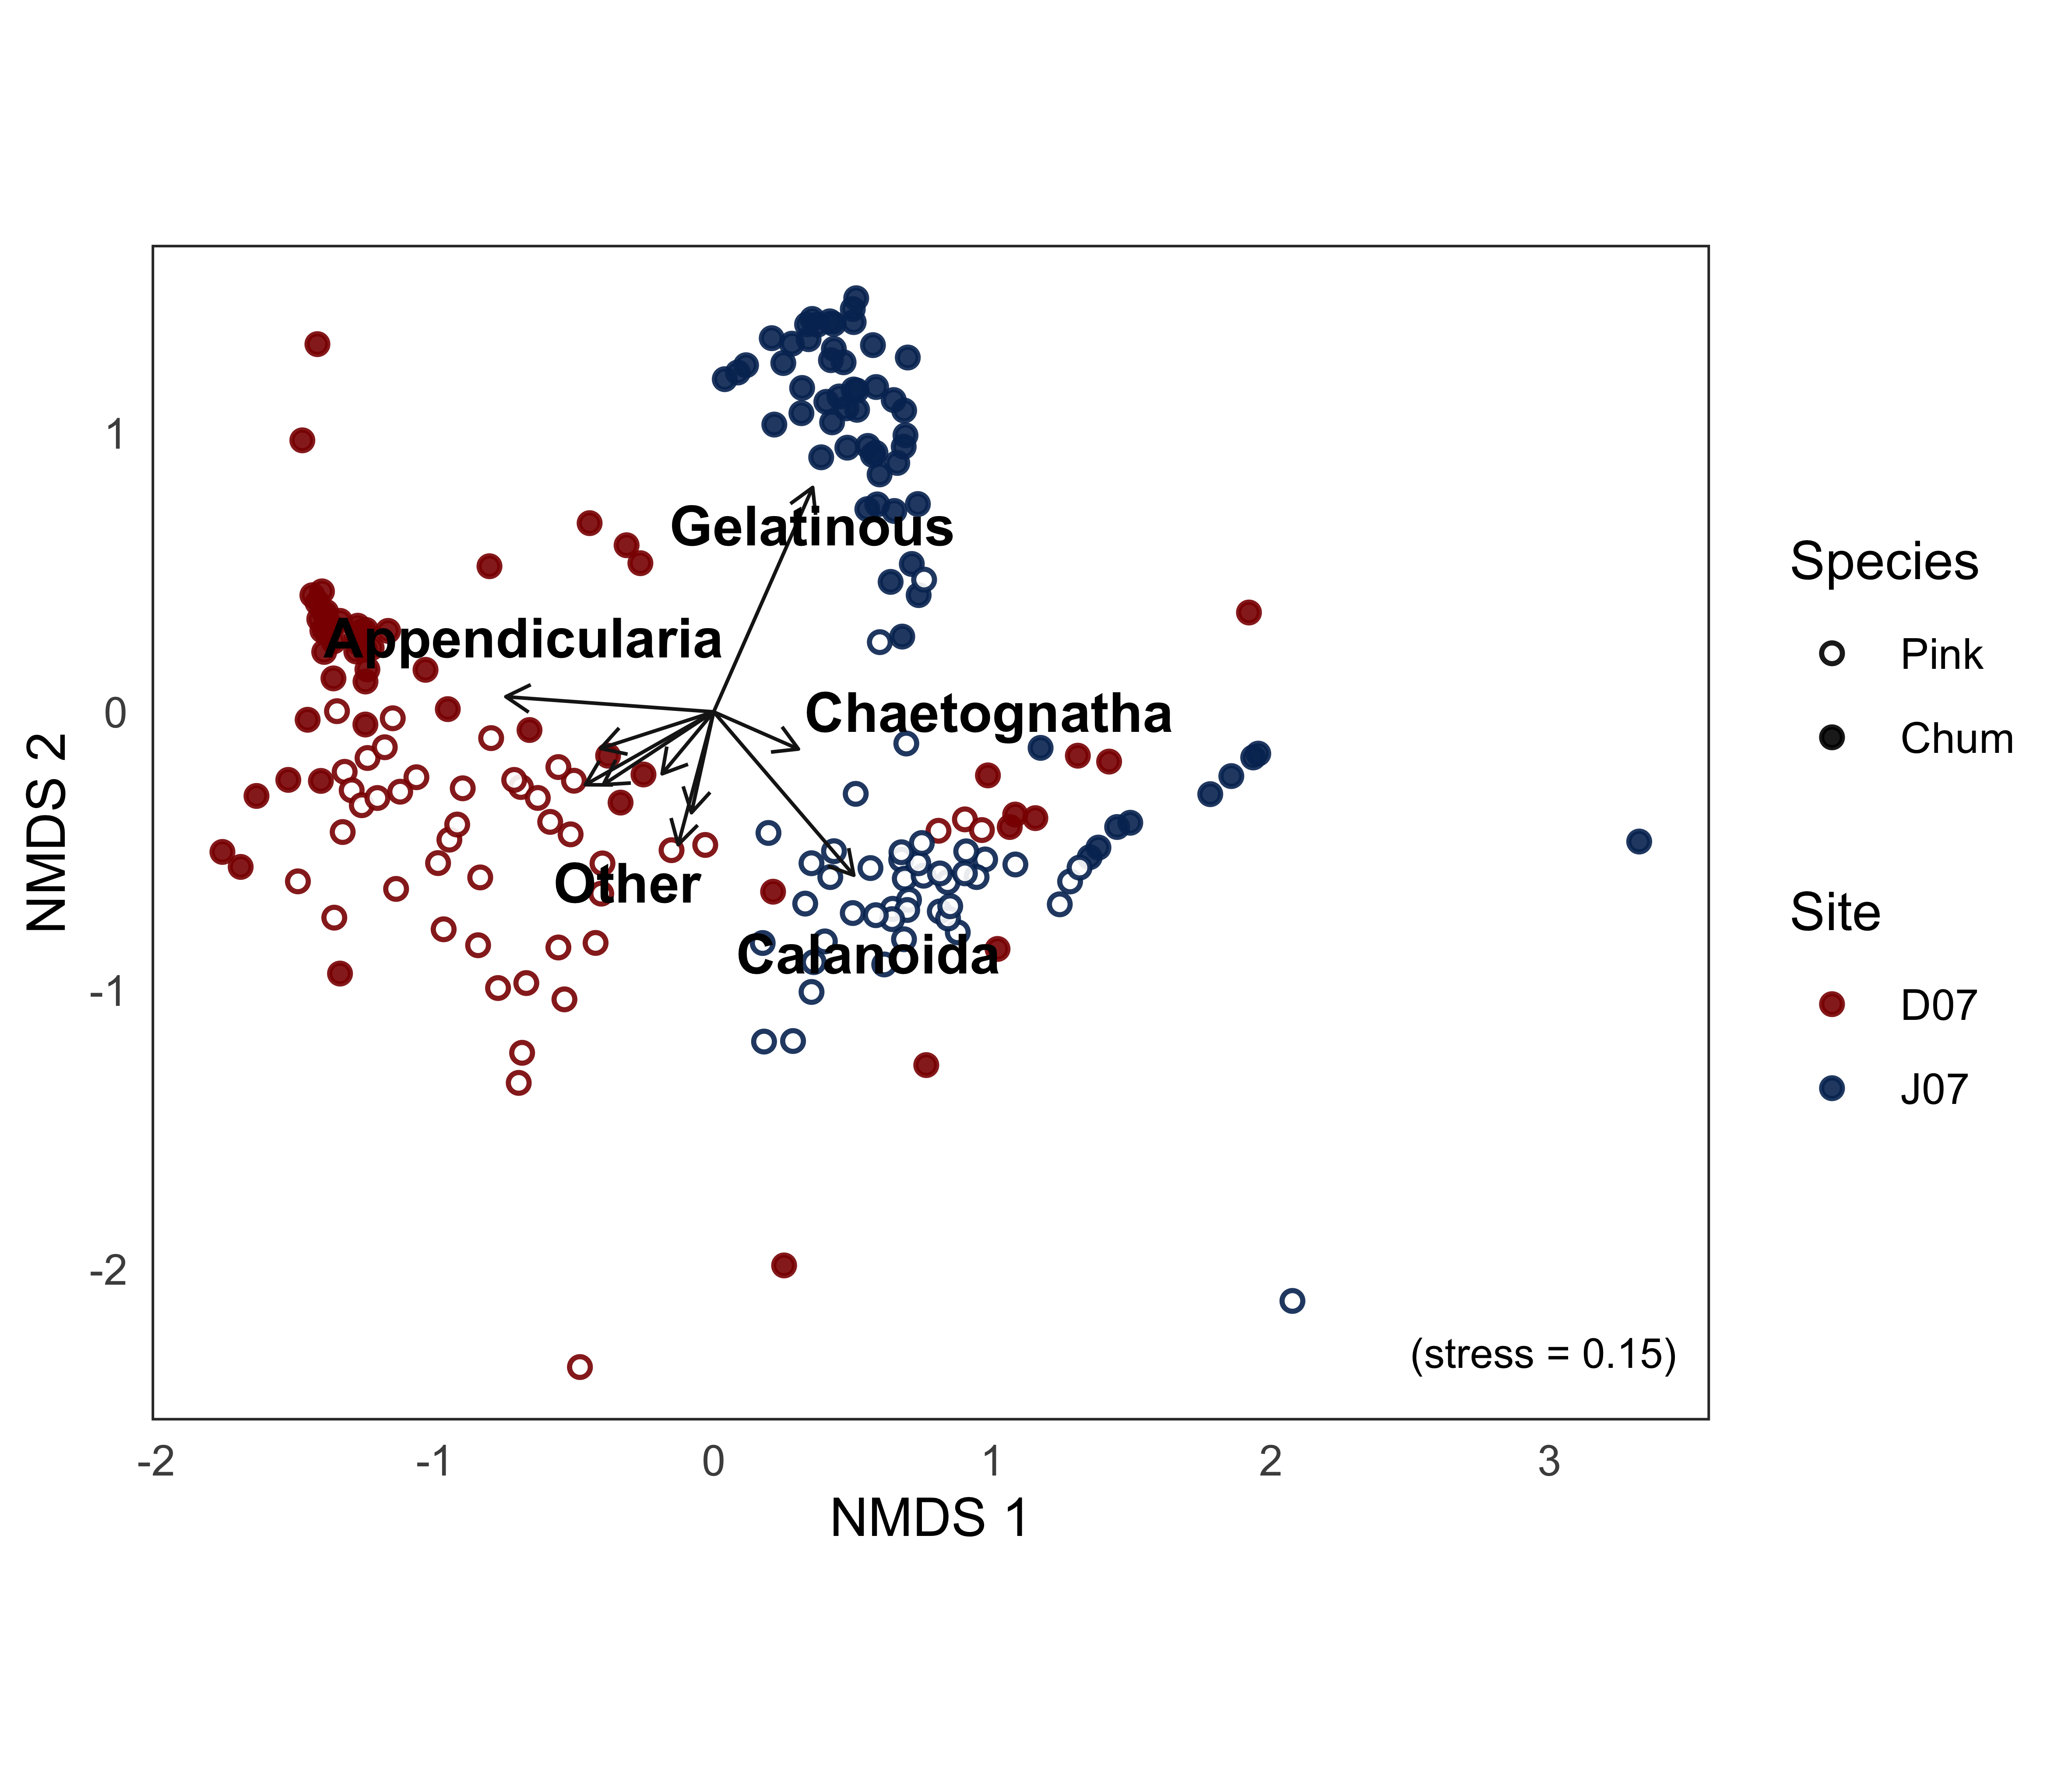 Gelatinous
Appendicularia
Chaetognatha
Other
Calanoida
(stress = 0.15)
1
0
-1
-2
NMDS 2
-2
-1
0
1
2
3
NMDS 1
Species
Pink
Chum
Site
D07
J07